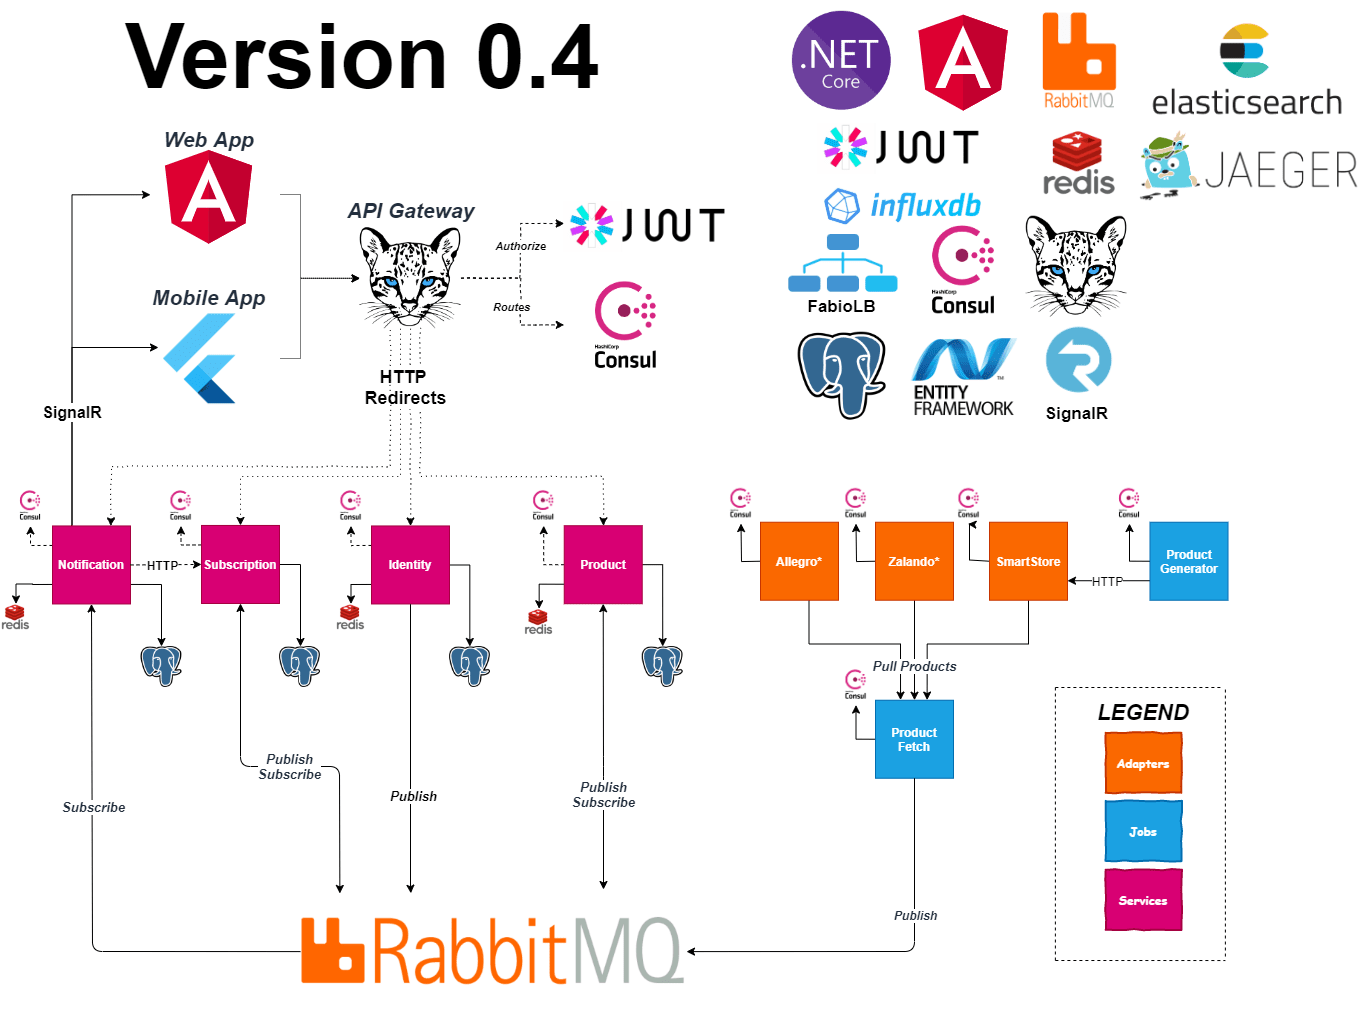 Version 0.4
.NET
Core
RabbitMQ
elasticsearch
JWT
redis
JAEGER
influxdb
FabioLB
HashiCorp
Consul
ENTITY
FRAMEWORK
TM
SignalR
Web App
API Gateway
Authorize
JWT
Mobile App
Routes
HashiCorp
Consul
HTTP
Redirects
SignalR
Consul
Consul
Consul
Consul
Consul
Consul
Consul
Consul
Notification
HTTP
Subscription
Identity
Product
Allegro*
Zalando*
SmartStore
HTTP
Product
Generator
redis
redis
redis
Pull Products
Consul
Product
Fetch
LEGEND
Adapters
Jobs
Services
Subscribe
Publish
Subscribe
Publish
Publish
Subscribe
Publish
RabbitMQ